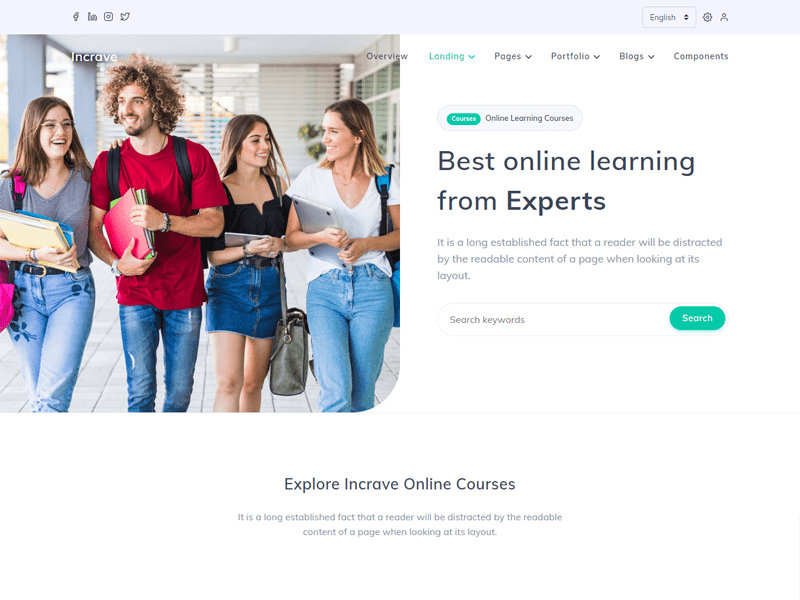 English
Incrave
Overview Landing Pages Portfolio Blogs Components
Courses Online Learning Courses
Best online learning
from Experts
It is a long established fact that a reader will be distracted
by the readable content of a page when looking at its
layout.
Search keywords Search
Explore Incrave Online Courses
It is a long established fact that a reader will be distracted by the readable
content of a page when looking at its layout.